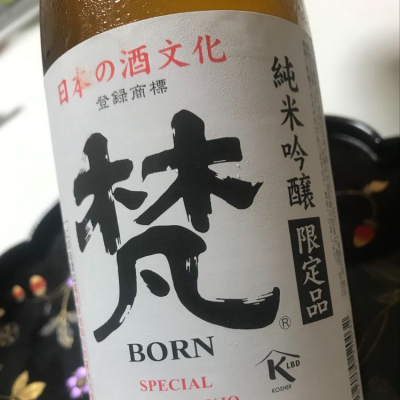 日本の酒文化
登録商標
梵
純米吟醸
限定品
®
BORN
SPECIAL
K LBD
KOSHER